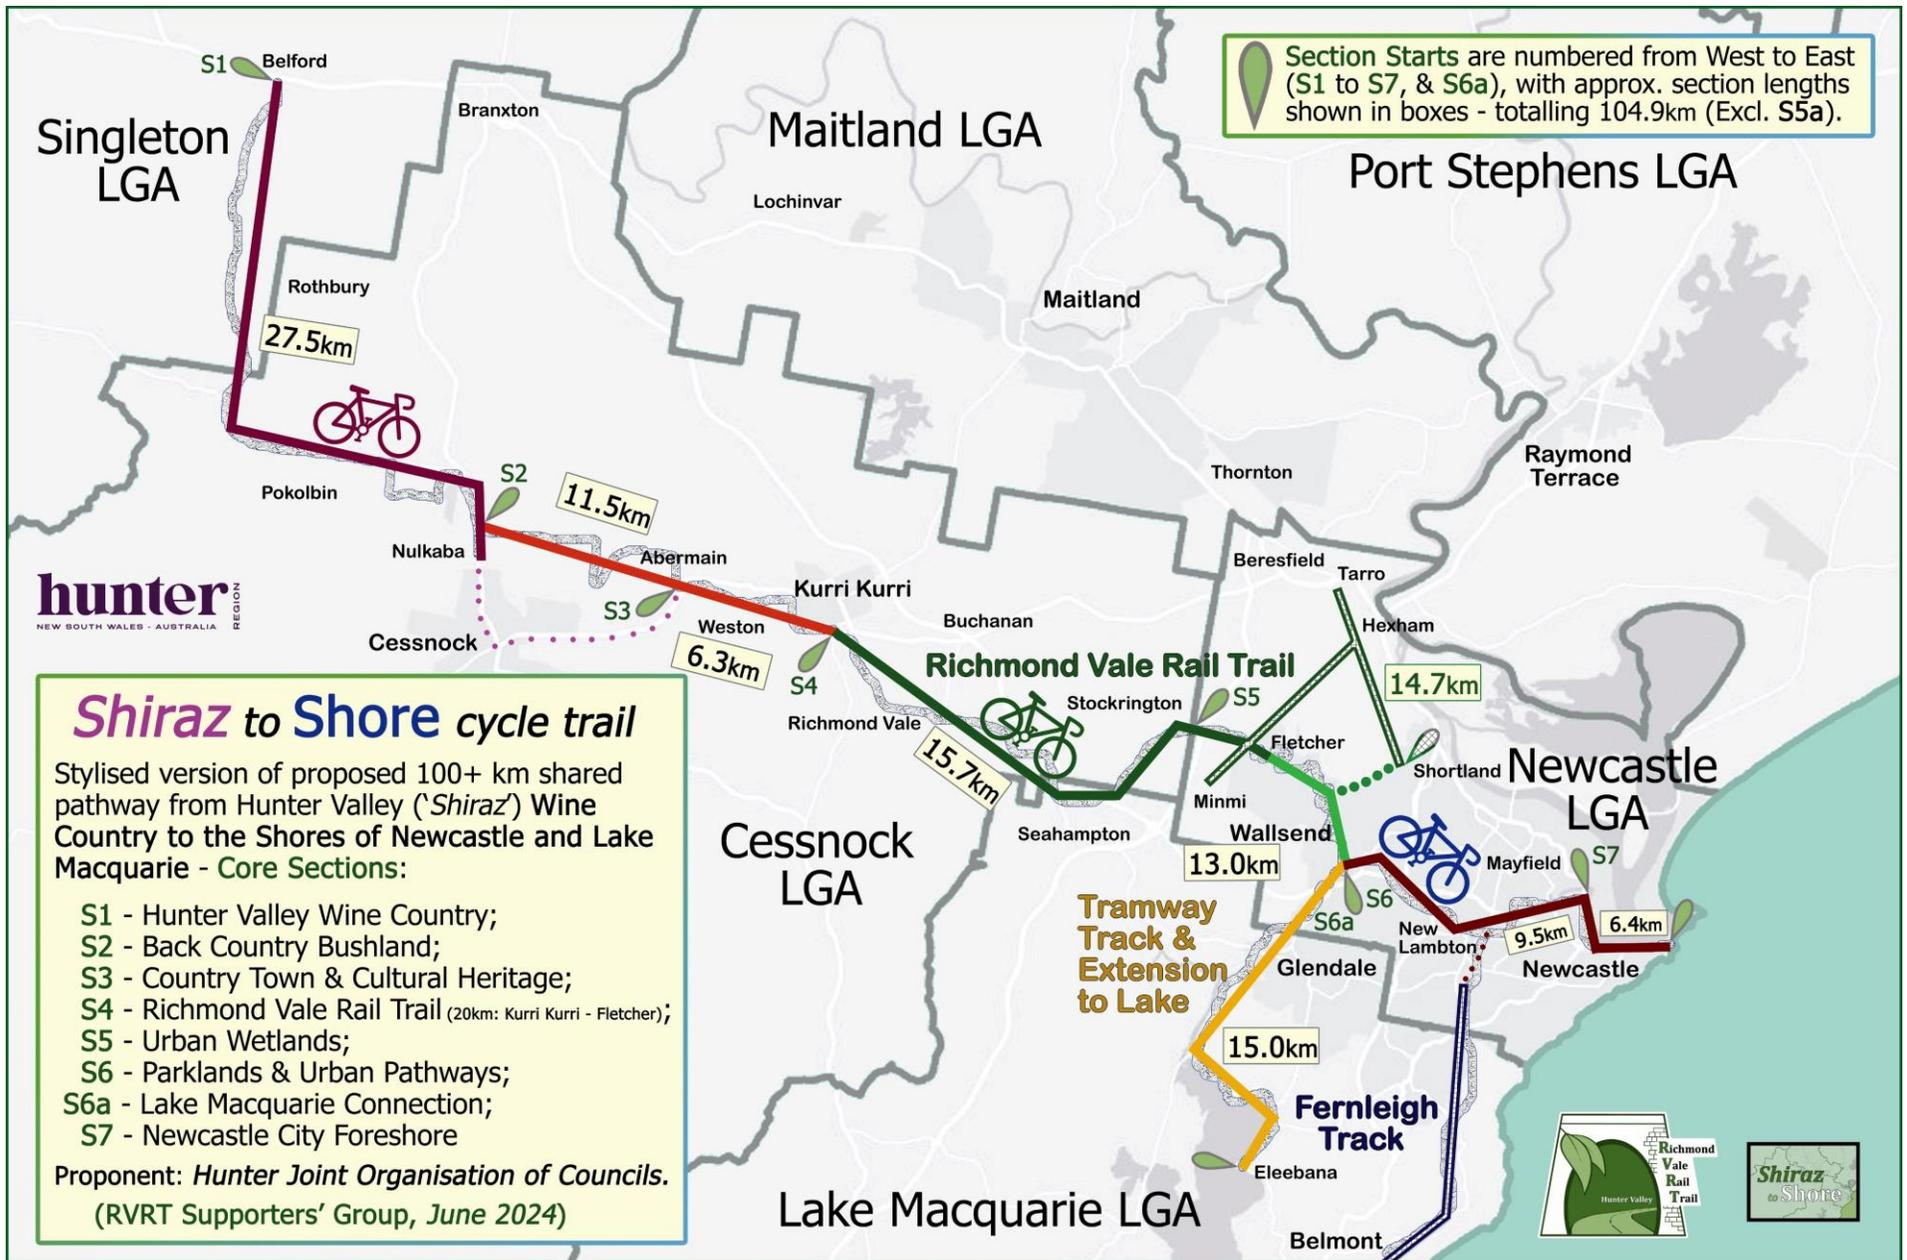 S1
Belford
Section Starts are numbered from West to East
(S1 to S7, & S6a), with approx. section lengths
shown in boxes - totalling 104.9km (Excl. S5a).
Singleton
LGA
Branxton
Maitland LGA
Port Stephens LGA
Lochinvar
Rothbury
Maitland
27.5km
Raymond
Terrace
Thornton
S2
Pokolbin
11.5km
Nulkaba
Abermain
Beresfield
Tarro
hunter
REGION
NEW SOUTH WALES - AUSTRALIA
S3
Kurri Kurri
Cessnock
Weston
Buchanan
Hexham
6.3km
S4
Richmond Vale Rail Trail
14.7km
Stockrington
S5
Richmond Vale
Fletcher
Shortland
Newcastle
LGA
15.7km
Minmi
Seahampton
Wallsend
Cessnock
LGA
13.0km
Mayfield
S7
Tramway
Track &
Extension
to Lake
S6
S6a
New
Lambton
9.5km
6.4km
Glendale
Newcastle
15.0km
Fernleigh
Track
Eleebana
Lake Macquarie LGA
Belmont
Shiraz to Shore cycle trail
Stylised version of proposed 100+ km shared
pathway from Hunter Valley (‘Shiraz’) Wine
Country to the Shores of Newcastle and Lake
Macquarie - Core Sections:
S1 - Hunter Valley Wine Country;
S2 - Back Country Bushland;
S3 - Country Town & Cultural Heritage;
S4 - Richmond Vale Rail Trail (20km: Kurri Kurri - Fletcher);
S5 - Urban Wetlands;
S6 - Parklands & Urban Pathways;
S6a - Lake Macquarie Connection;
S7 - Newcastle City Foreshore
Proponent: Hunter Joint Organisation of Councils.
(RVRT Supporters’ Group, June 2024)
Hunter Valley
Richmond
Vale
Rail
Trail
Shiraz
to Shore